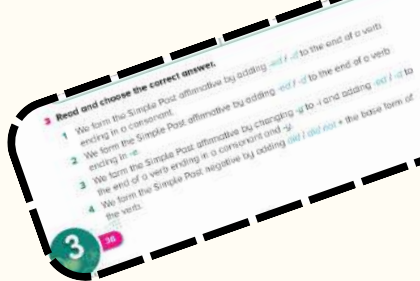 3 Read and choose the correct answer.
1 We form the Simple Past affirmative by adding -ed / -d to the end of a verb
ending in a consonant.
2 We form the Simple Past affirmative by adding -ed / -d to the end of a verb
ending in -e.
3 We form the Simple Past affirmative by changing -y to -i and adding -ed / -d to
the end of a verb ending in a consonant and -y.
4 We form the Simple Past negative by adding did / did not + the base form of
the verb.
3
36